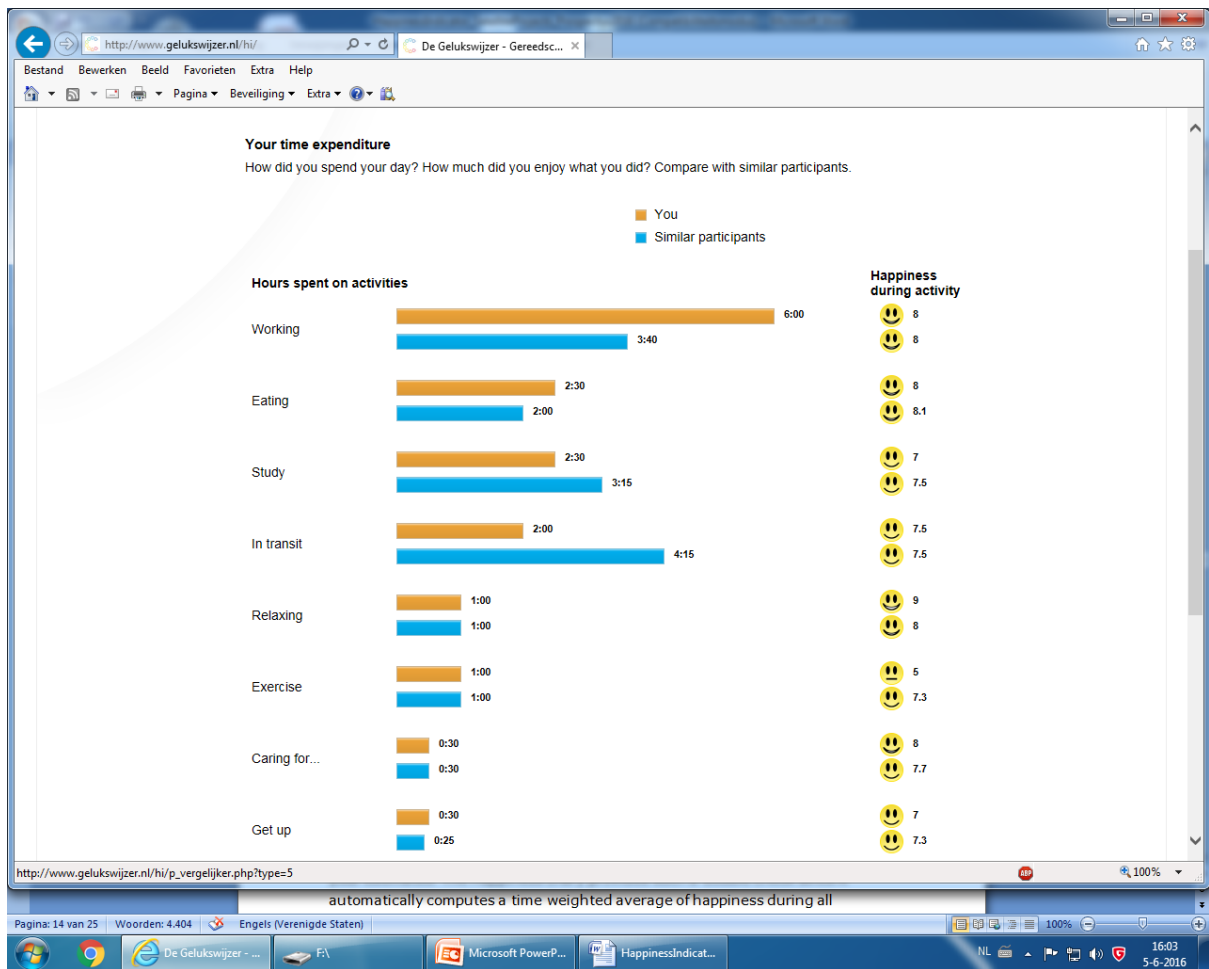 http://www.gelukswijzer.nl/hi/
De Gelukswijzer - Gereedsc...
Bestand Bewerken Beeld Favorieten Extra Help
Pagina Beveiliging Extra
Your time expenditure
How did you spend your day? How much did you enjoy what you did? Compare with similar participants.
You
Similar participants
Hours spent on activities
Happiness
during activity
Working
6:00 8
3:40 8
Eating
2:30 8
2:00 8.1
Study
2:30 7
3:15 7.5
In transit
2:00 7.5
4:15 7.5
Relaxing
1:00 9
1:00 8
Exercise
1:00 5
1:00 7.3
Caring for...
0:30 8
0:30 7.7
Get up
0:30 7
0:25 7.3
http://www.gelukswijzer.nl/hi/p_vergelijker.php?type=5
ABP
100%
automatically computes a time weighted average of happiness during all
Pagina: 14 van 25 Woorden: 4.404 Engels (Verenigde Staten) 100%
De Gelukswijzer - ... F:\ Microsoft PowerP... HappinessIndicat... NL 16:03
5-6-2016